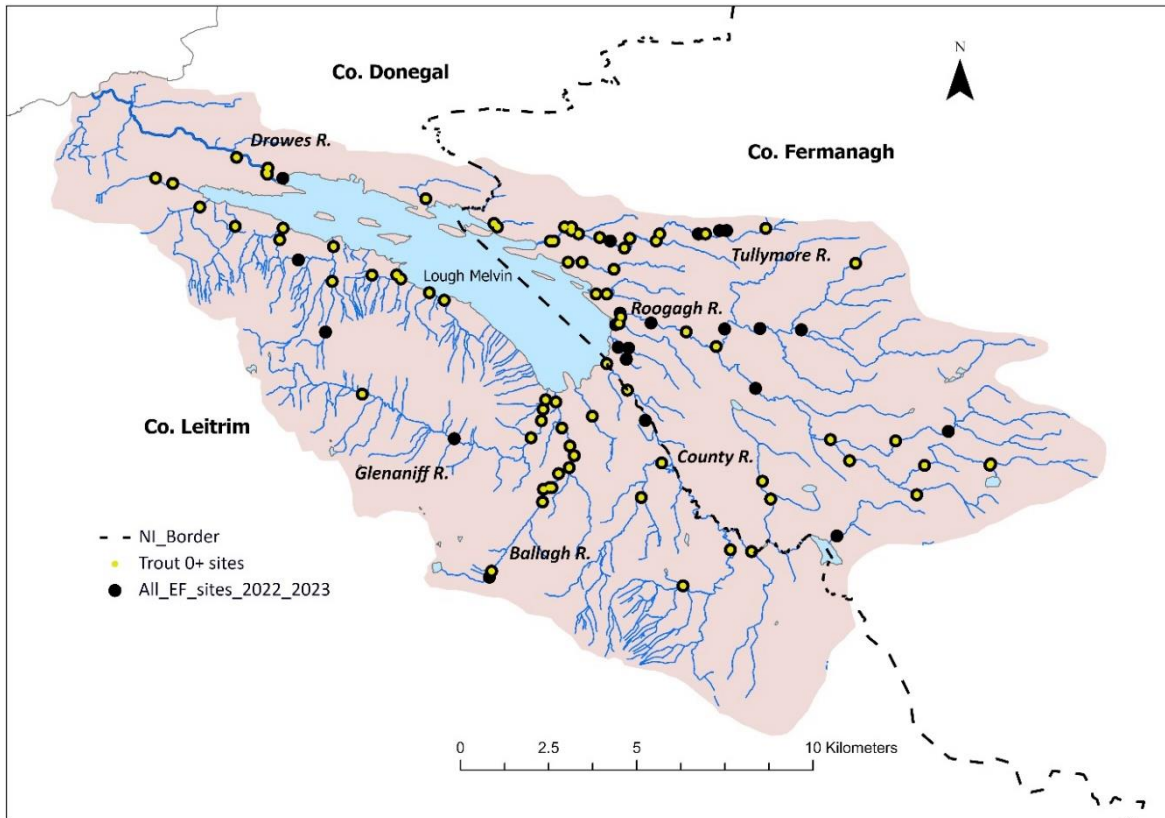 Co. Donegal
N
Drowes R.
Co. Fermanagh
Tullymore R.
Lough Melvin
Roogagh R.
Co. Leitrim
Glenaniff R.
County R.
NI_Border
Trout 0+ sites
Ballagh R.
All_EF_sites_2022_2023
0 2.5 5 10 Kilometers